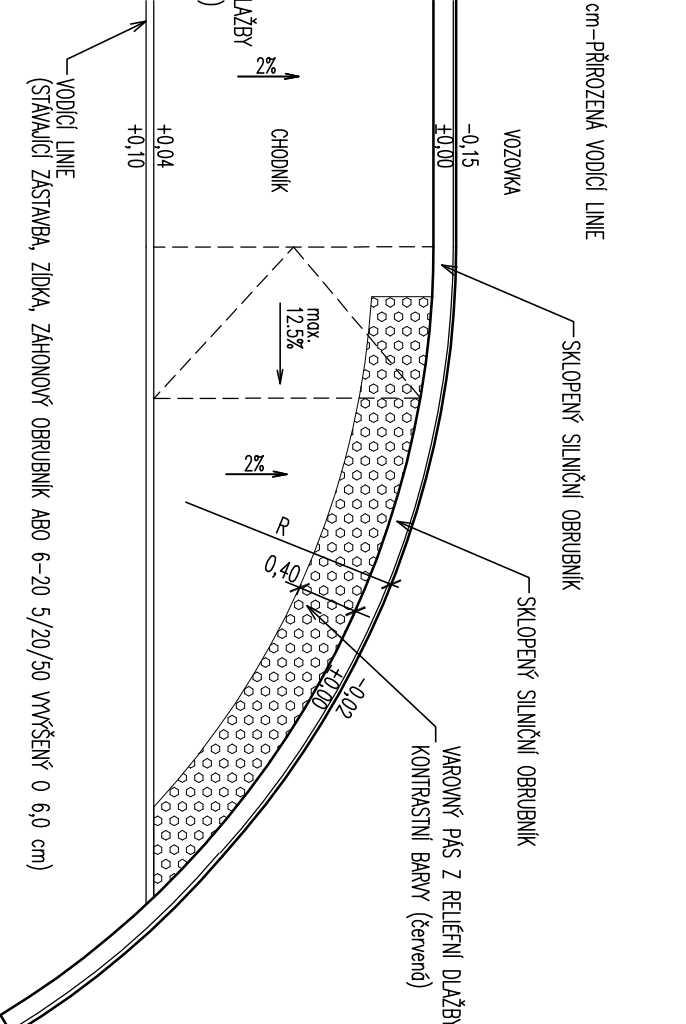 cm-PŘIROZENÁ VODÍCÍ LINIE
SKLOPENÝ SILNIČNÍ OBRUBNÍK
SKLOPENÝ SILNIČNÍ OBRUBNÍK
VOZOVKA
-0,15
±0,00
VAROVNÝ PÁS Z RELIÉFNÍ DLAŽBY
KONTRASTNÍ BARVY (červená)
-0,02
±0,00
max.
12.5%
CHODNÍK
2%
2%
R
0,40
LAŽBY
)
+0,04
+0,10
VODÍCÍ LINIE
(STÁVAJÍCÍ ZÁSTAVBA, ZÍDKA, ZÁHONOVÝ OBRUBNÍK ABO 6-20 5/20/50 VYVÝŠENÝ O 6,0 cm)